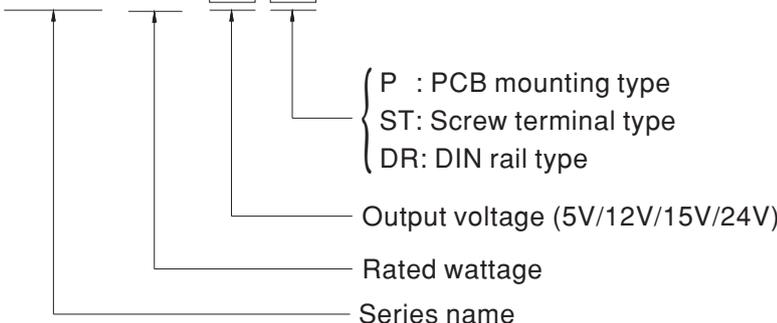 P : PCB mounting type
ST: Screw terminal type
DR: DIN rail type
Output voltage (5V/12V/15V/24V)
Rated wattage
Series name